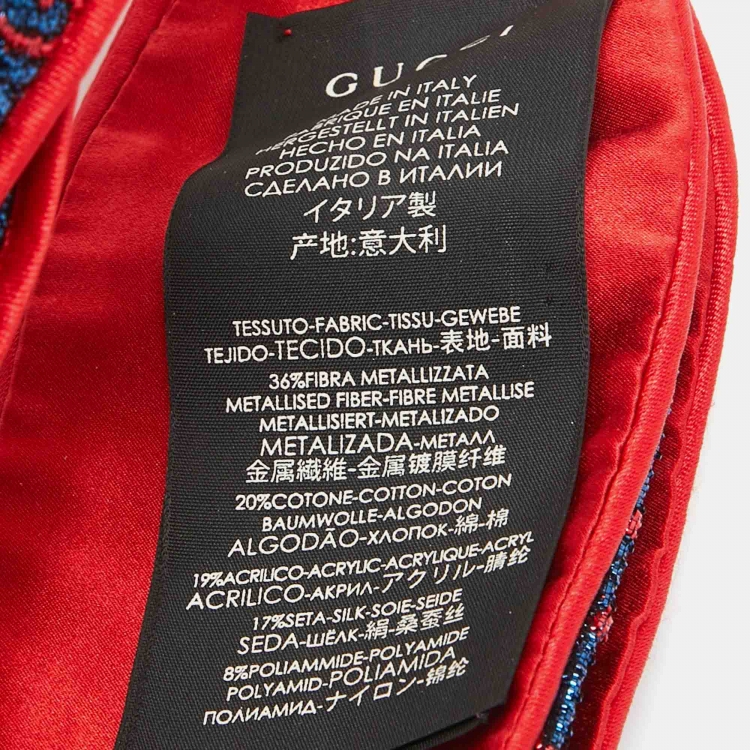 GUCCI
MADE IN ITALY
FABRIQUE EN ITALIE
HERGESTELLT IN ITALIEN
HECHO EN ITALIA
PRODUZIDO NA ITALIA
СДЕЛАНО В ИТАЛИИ
イタリア製
产地:意大利
TESSUTO-FABRIC-TISSU-GEWEBE
TEJIDO-TECIDO-ТКАНЬ-表地-面料
36%FIBRA METALLIZZATA
METALLISED FIBER-FIBRE METALLISE
METALLISIERT-METALIZADO
METALIZADA-МЕТАЛЛ
金属繊維-金属镀膜纤维
20%COTONE-COTTON-COTON
BAUMWOLLE-ALGODON
ALGODÃO-ХЛОПОК-綿-棉
19%ACRILICO-ACRYLIC-ACRYLIQUE-ACRYL
ACRILICO-АКРИЛ-アクリル-腈纶
17%SETA-SILK-SOIE-SEIDE
SEDA-ШЁЛК-絹-桑蚕丝
8%POLIAMMIDE-POLYAMIDE
POLYAMID-POLIAMIDA
ПОЛИАМИД-ナイロン-锦纶